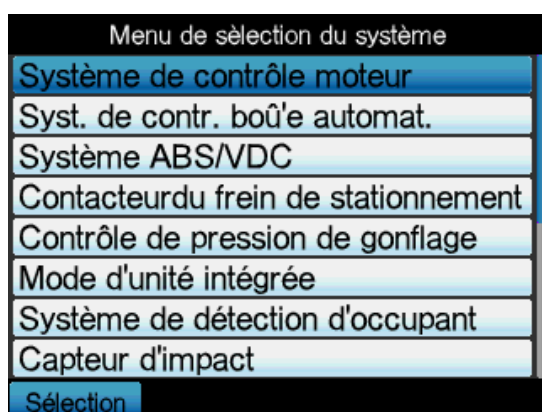 Menu de sèlection du système
Système de contrôle moteur
Syst. de contr. boû'e automat.
Système ABS/VDC
Contacteurdu frein de stationnement
Contrôle de pression de gonflage
Mode d'unité intégrée
Système de détection d'occupant
Capteur d'impact
Sélection